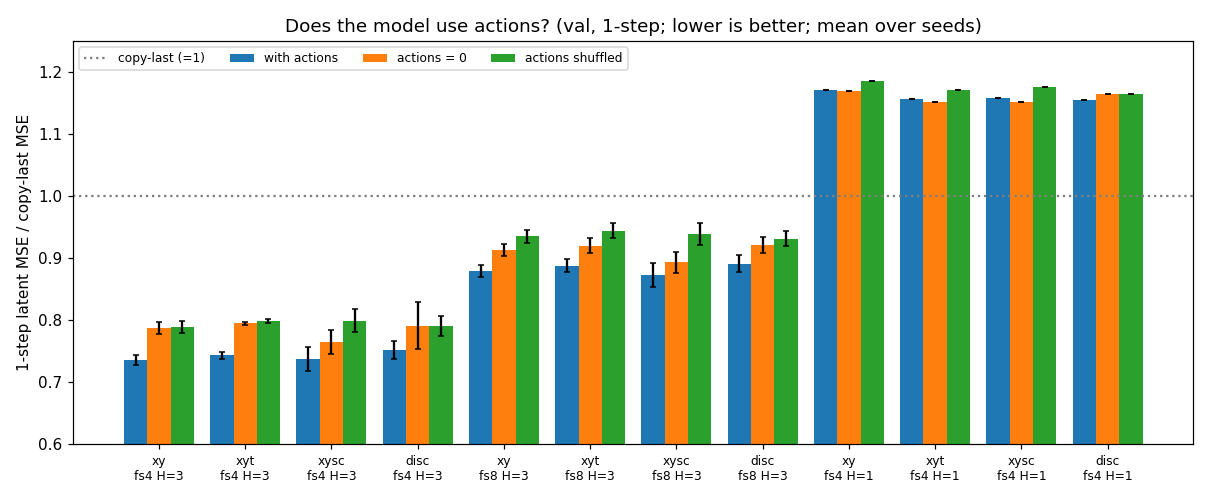 Does the model use actions? (val, 1-step; lower is better; mean over seeds)
copy-last (=1)
with actions
actions = 0
actions shuffled
1-step latent MSE / copy-last MSE
1.2
1.1
1.0
0.9
0.8
0.7
0.6
xy
fs4 H=3
xyt
fs4 H=3
xysc
fs4 H=3
disc
fs4 H=3
xy
fs8 H=3
xyt
fs8 H=3
xysc
fs8 H=3
disc
fs8 H=3
xy
fs4 H=1
xyt
fs4 H=1
xysc
fs4 H=1
disc
fs4 H=1